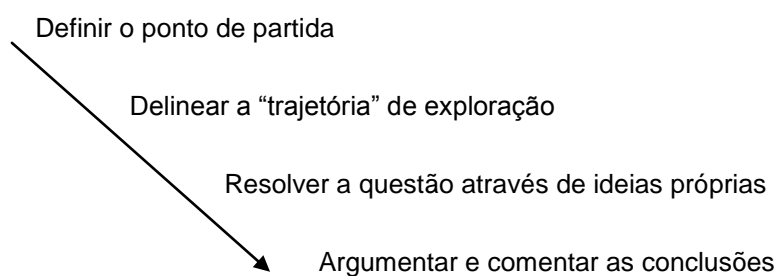 Definir o ponto de partida
Delinear a “trajetória” de exploração
Resolver a questão através de ideias próprias
Argumentar e comentar as conclusões